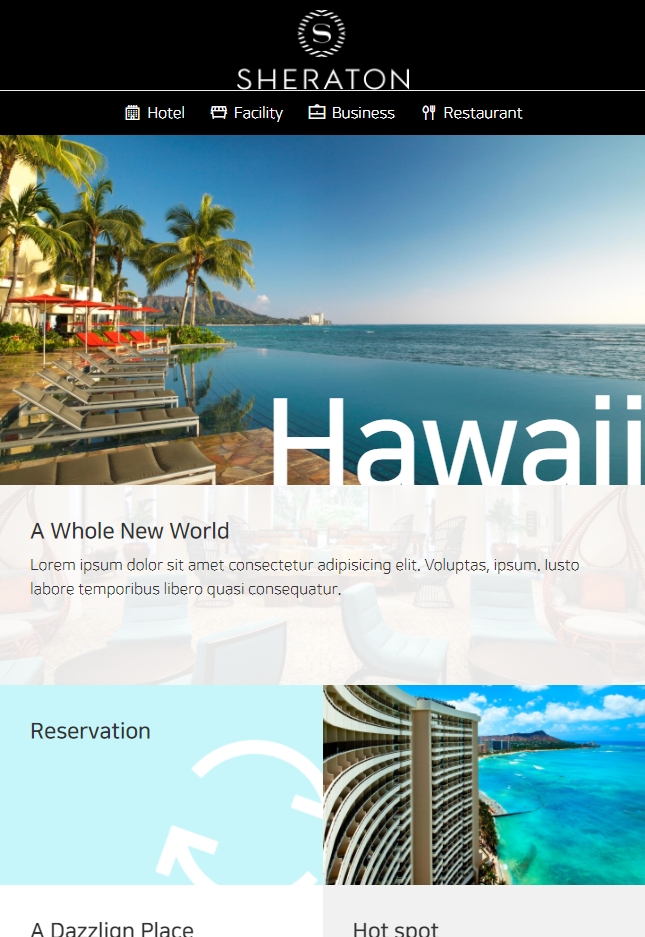 S
SHERATON
Hotel Facility Business Restaurant
Hawaii
A Whole New World
Lorem ipsum dolor sit amet consectetur adipisicing elit. Voluptas, ipsum. Iusto
labore temporibus libero quasi consequatur.
Reservation
A Dazzlign Place
Hot spot